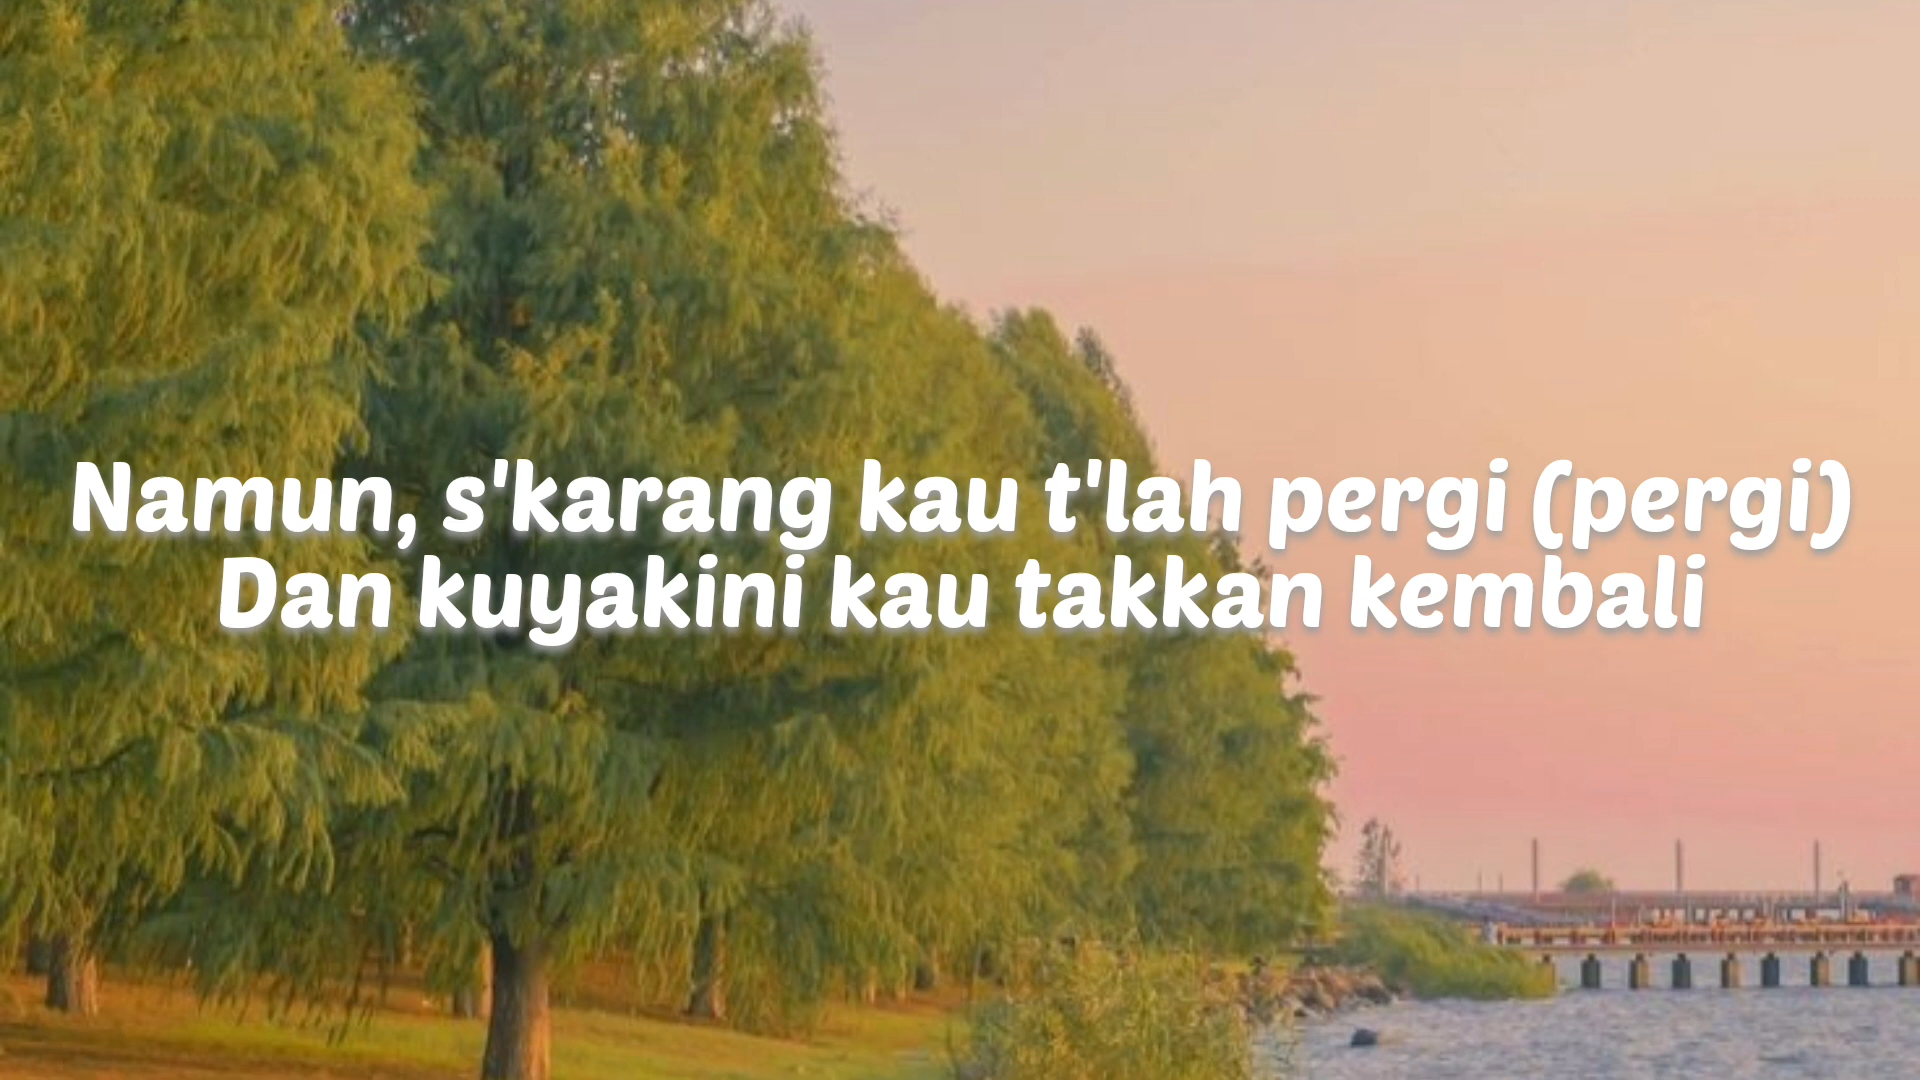 Namun, s'karang kau t'lah pergi (pergi)
Dan kuyakini kau takkan kembali